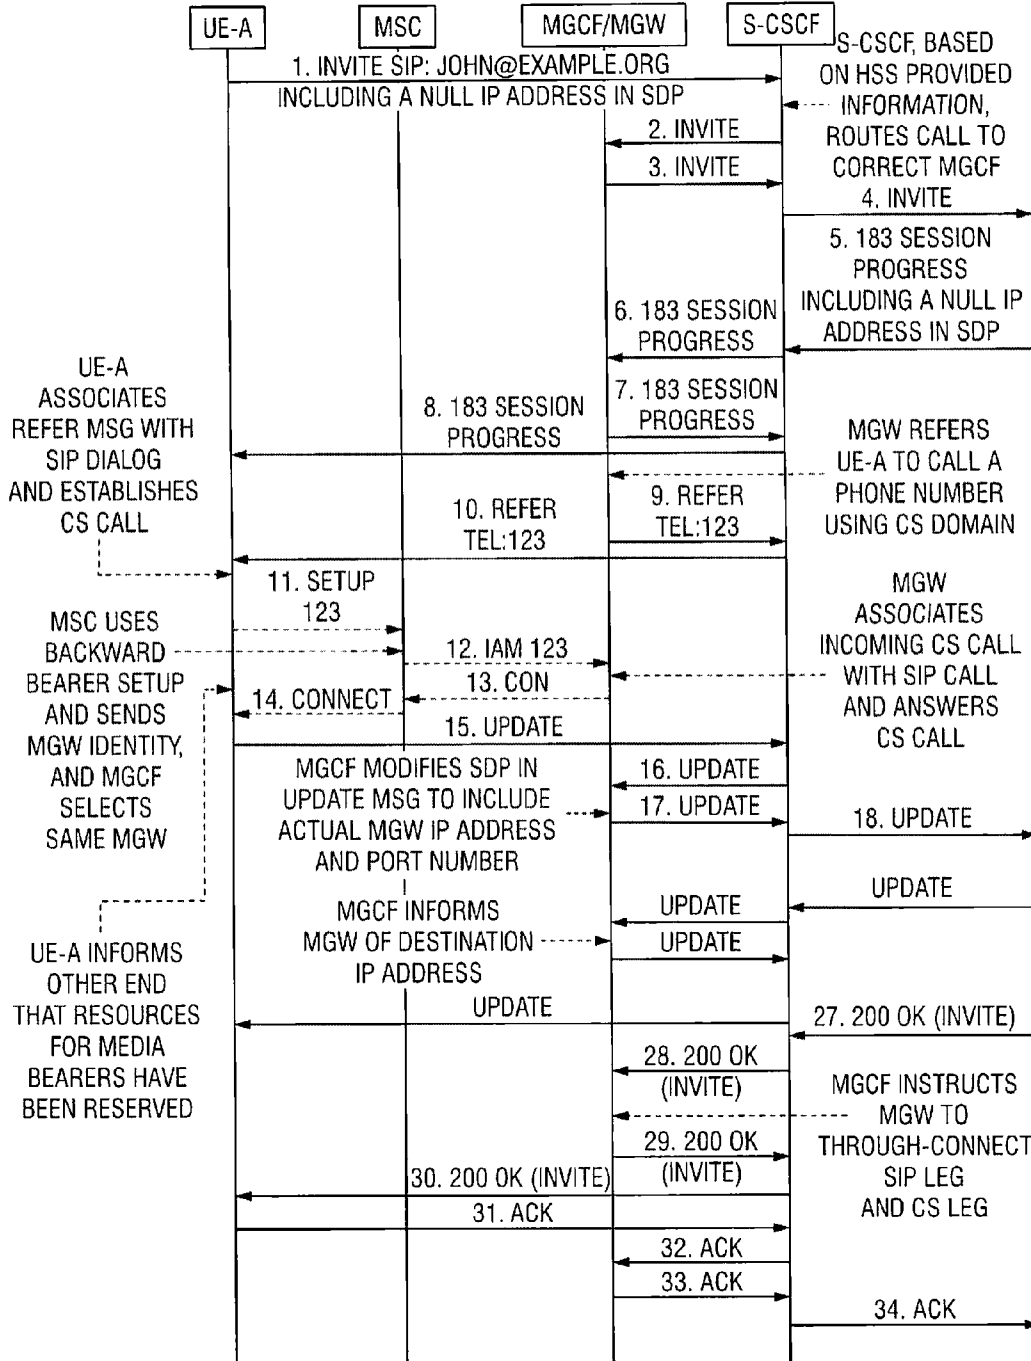 UE-A
MSC
MGCF/MGW
S-CSCF
1. INVITE SIP: JOHN@EXAMPLE.ORG
INCLUDING A NULL IP ADDRESS IN SDP
S-CSCF, BASED
ON HSS PROVIDED
INFORMATION,
ROUTES CALL TO
CORRECT MGCF
2. INVITE
3. INVITE
4. INVITE
5. 183 SESSION
PROGRESS
INCLUDING A NULL IP
ADDRESS IN SDP
6. 183 SESSION
PROGRESS
7. 183 SESSION
PROGRESS
8. 183 SESSION
PROGRESS
UE-A
ASSOCIATES
REFER MSG WITH
SIP DIALOG
AND ESTABLISHES
CS CALL
MGW REFERS
UE-A TO CALL A
PHONE NUMBER
USING CS DOMAIN
9. REFER
TEL:123
10. REFER
TEL:123
11. SETUP
123
MSC USES
BACKWARD
BEARER SETUP
AND SENDS
MGW IDENTITY,
AND MGCF
SELECTS
SAME MGW
12. IAM 123
13. CON
14. CONNECT
MGW
ASSOCIATES
INCOMING CS CALL
WITH SIP CALL
AND ANSWERS
CS CALL
15. UPDATE
16. UPDATE
MGCF MODIFIES SDP IN
UPDATE MSG TO INCLUDE
ACTUAL MGW IP ADDRESS
AND PORT NUMBER
17. UPDATE
18. UPDATE
UPDATE
UPDATE
MGCF INFORMS
MGW OF DESTINATION
IP ADDRESS
UPDATE
UE-A INFORMS
OTHER END
THAT RESOURCES
FOR MEDIA
BEARERS HAVE
BEEN RESERVED
UPDATE
27. 200 OK (INVITE)
28. 200 OK
(INVITE)
MGCF INSTRUCTS
MGW TO
THROUGH-CONNECT
SIP LEG
AND CS LEG
29. 200 OK
(INVITE)
30. 200 OK (INVITE)
31. ACK
32. ACK
33. ACK
34. ACK